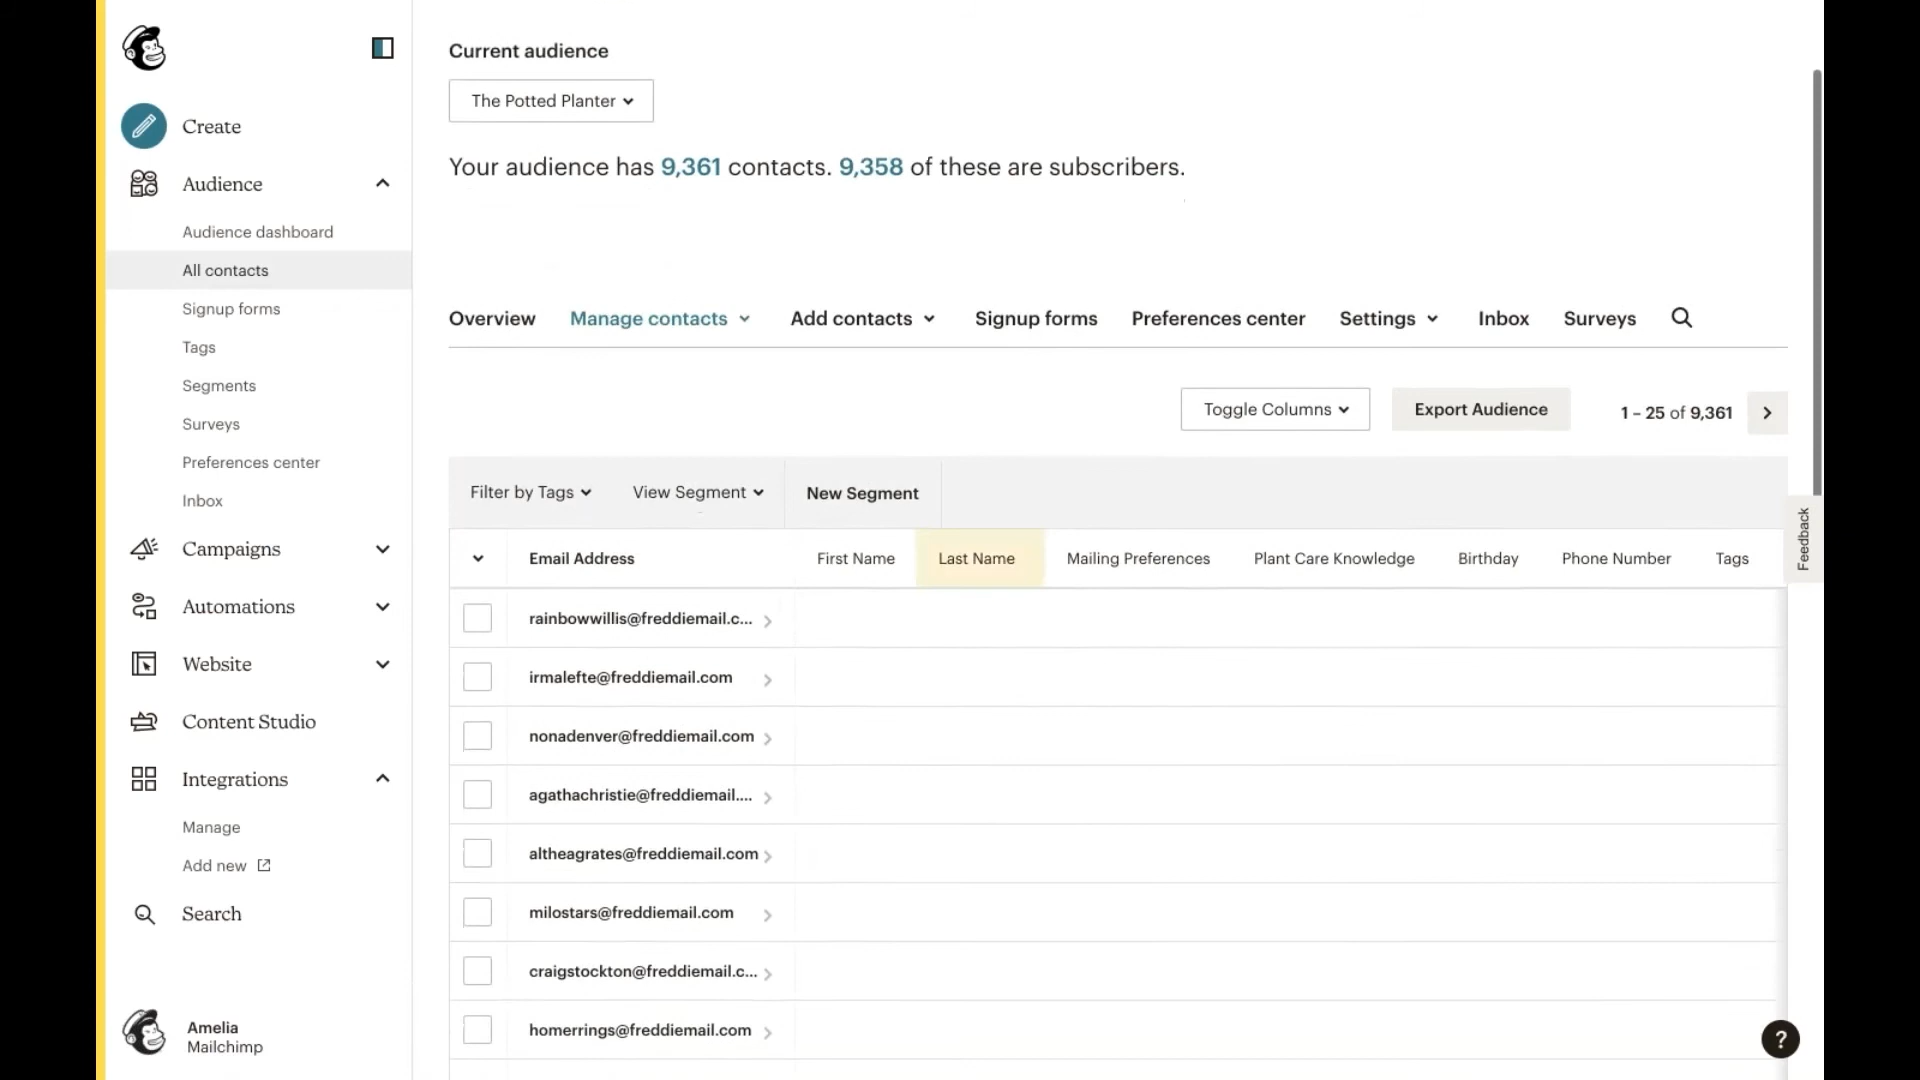 Create
Audience
Audience dashboard
All contacts
Signup forms
Tags
Segments
Surveys
Preferences center
Inbox
Campaigns
Automations
Website
Content Studio
Integrations
Manage
Add new
Search
Amelia
Mailchimp
Current audience
The Potted Planter
Your audience has 9,361 contacts. 9,358 of these are subscribers.
Overview Manage contacts Add contacts Signup forms Preferences center Settings Inbox Surveys
Toggle Columns Export Audience 1 – 25 of 9,361
Filter by Tags View Segment New Segment
Email Address First Name Last Name Mailing Preferences Plant Care Knowledge Birthday Phone Number Tags
rainbowwillis@freddiemail.c...
irmalefte@freddiemail.com
nonadenver@freddiemail.com
agathachristie@freddiemail....
altheagrates@freddiemail.com
milostars@freddiemail.com
craigstockton@freddiemail.c...
homerrings@freddiemail.com
Feedback
?